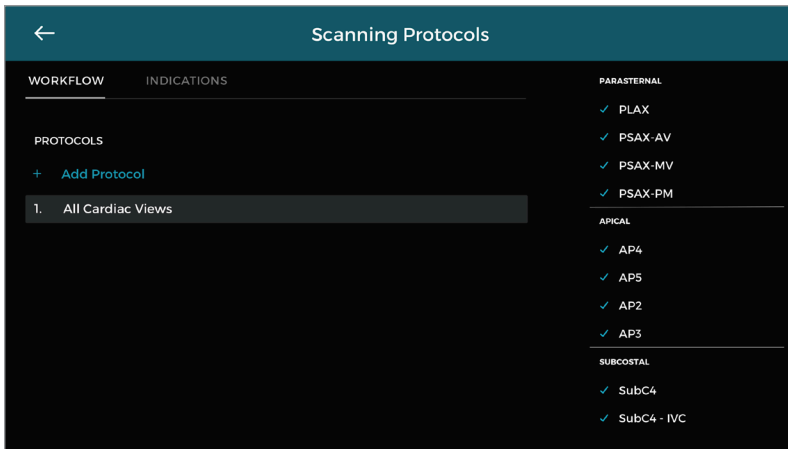 Scanning Protocols
WORKFLOW INDICATIONS
PROTOCOLS
+ Add Protocol
1. All Cardiac Views
PARASTERNAL
PLAX
PSAX-AV
PSAX-MV
PSAX-PM
APICAL
AP4
AP5
AP2
AP3
SUBCOSTAL
SubC4
SubC4 - IVC